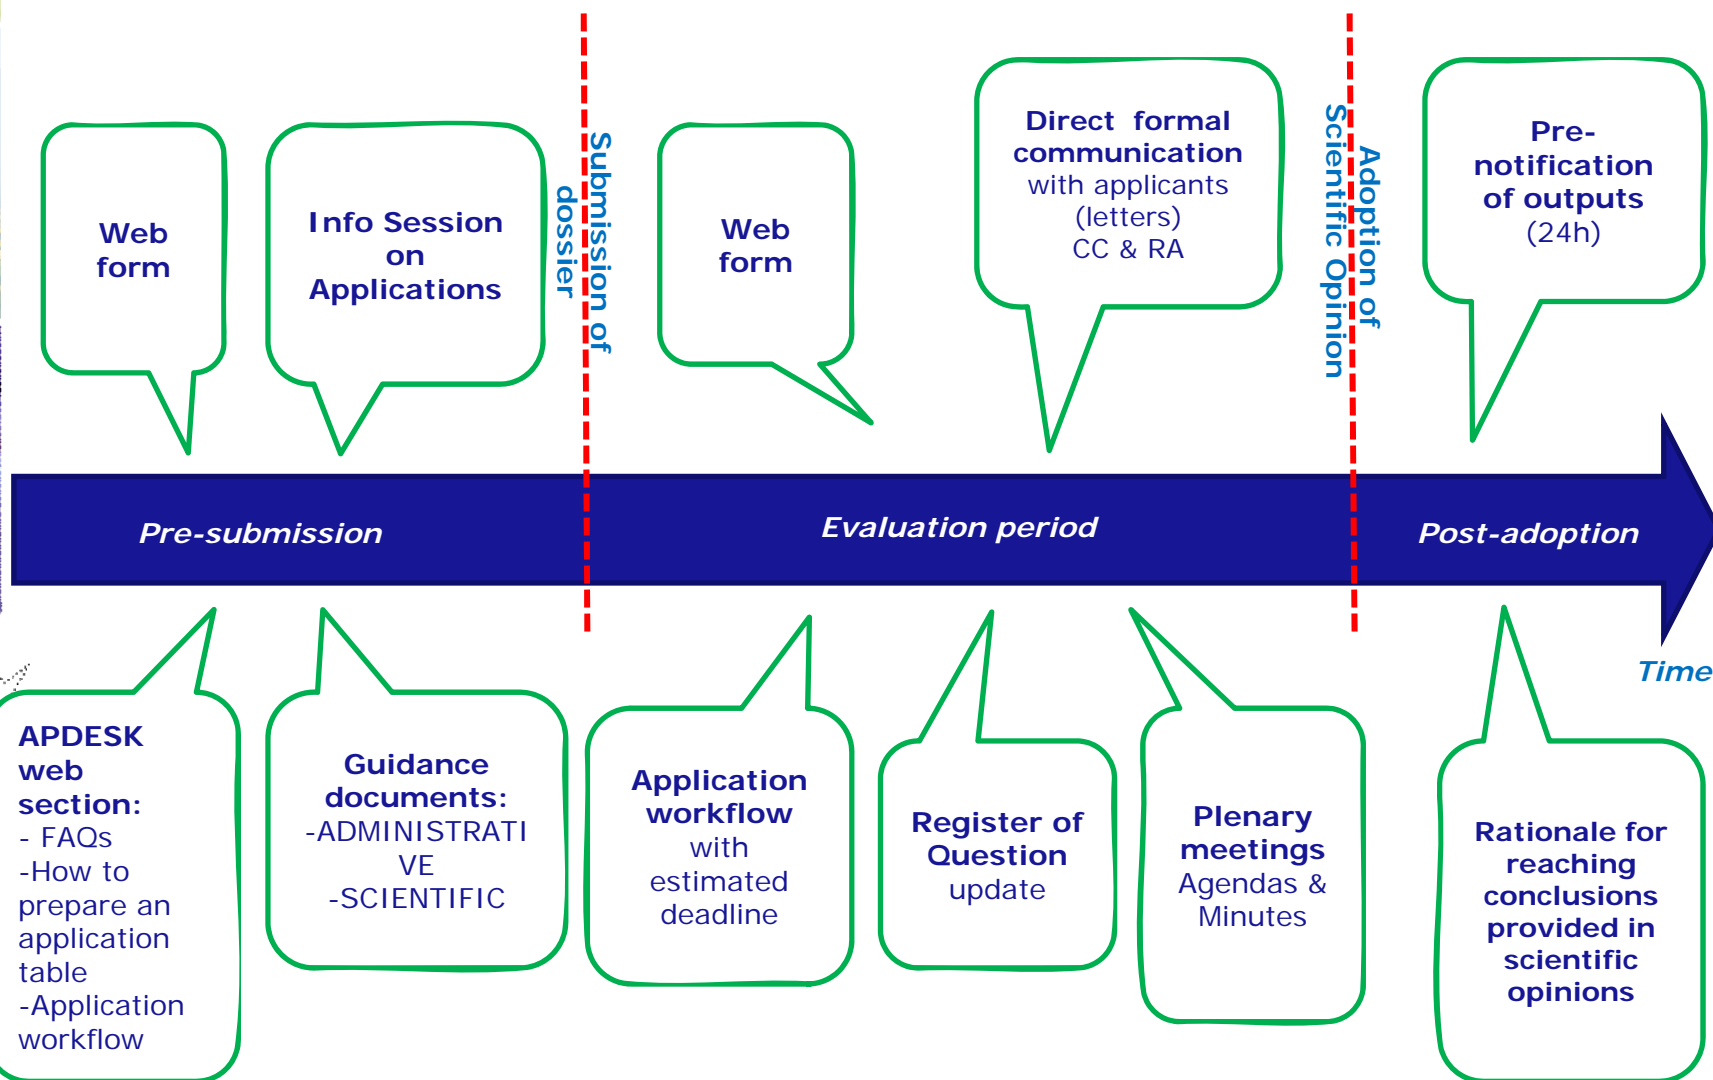 Web
form
Info Session
on
Applications
Submission of
dossier
Web
form
Direct formal
communication
with applicants
(letters)
CC & RA
Adoption of
Scientific Opinion
Pre-
notification
of outputs
(24h)
Pre-submission
Evaluation period
Post-adoption
Time
APDESK
web
section:
- FAQs
-How to
prepare an
application
table
-Application
workflow
Guidance
documents:
-ADMINISTRATI
VE
-SCIENTIFIC
Application
workflow
with
estimated
deadline
Register of
Question
update
Plenary
meetings
Agendas &
Minutes
Rationale for
reaching
conclusions
provided in
scientific
opinions